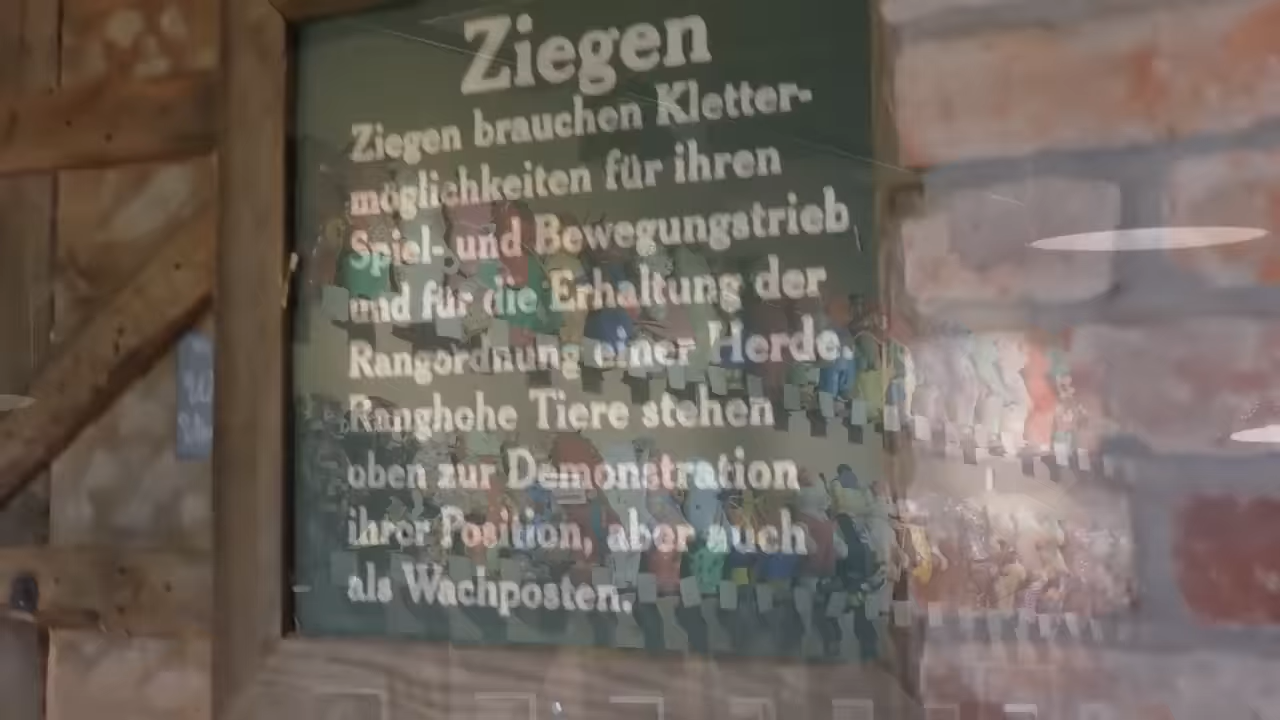 Ziegen
Ziegen brauchen Kletter-
möglichkeiten für ihren
Spiel- und Bewegungstrieb
und für die Erhaltung der
Rangordnung einer Herde.
Ranghohe Tiere stehen
oben zur Demonstration
ihrer Position, aber auch
als Wachposten.